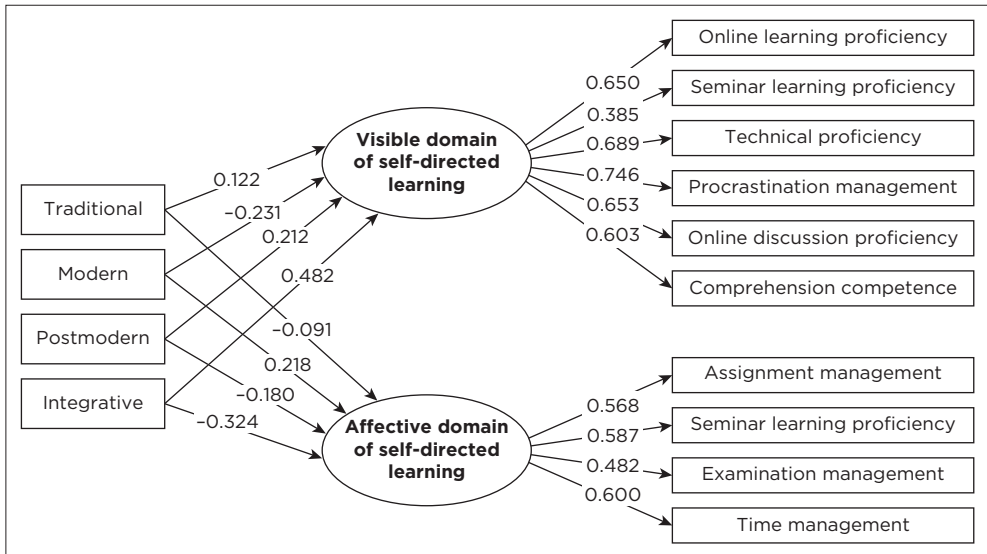 Online learning proficiency
0.650
Seminar learning proficiency
0.385
Visible domain
of self-directed
learning
0.689
Technical proficiency
0.746
Procrastination management
0.653
Online discussion proficiency
0.603
Comprehension competence
Traditional
0.122
–0.231
0.212
Modern
0.482
Postmodern
–0.091
0.218
Integrative
–0.180
–0.324
Affective domain
of self-directed
learning
Assignment management
0.568
Seminar learning proficiency
0.587
0.482
Examination management
0.600
Time management